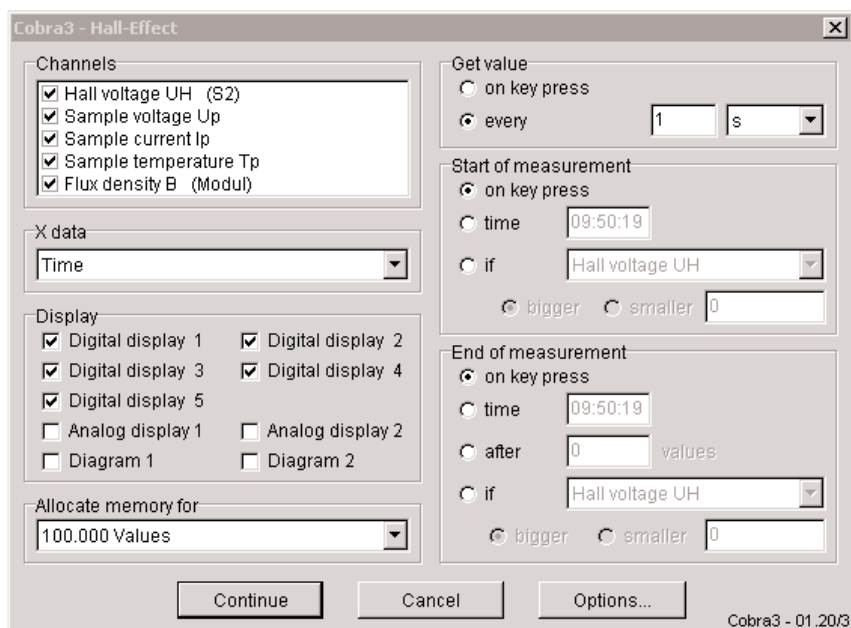 Cobra3 - Hall-Effect
Channels
Hall voltage UH (S2)
Sample voltage Up
Sample current Ip
Sample temperature Tp
Flux density B (Modul)
X data
Time
Display
Digital display 1 Digital display 2
Digital display 3 Digital display 4
Digital display 5
Analog display 1 Analog display 2
Diagram 1 Diagram 2
Allocate memory for
100.000 Values
Get value
on key press
every 1 s
Start of measurement
on key press
time 09:50:19
if Hall voltage UH
bigger smaller 0
End of measurement
on key press
time 09:50:19
after 0 values
if Hall voltage UH
bigger smaller 0
Continue Cancel Options...
Cobra3 - 01.20/3